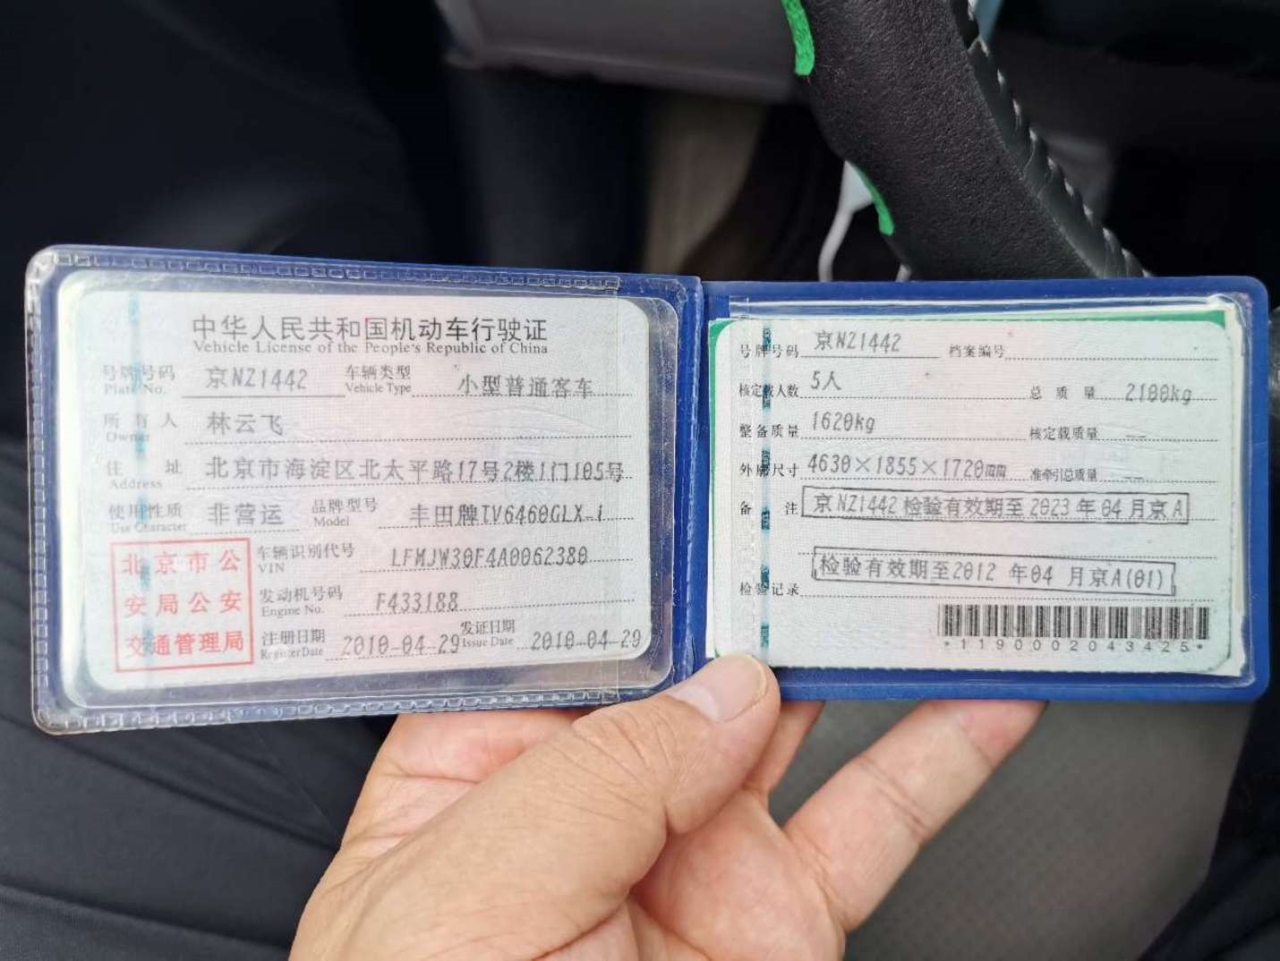 中华人民共和国机动车行驶证
Vehicle License of the People's Republic of China
号牌号码 京NZ1442 车辆类型 小型普通客车
Plate No. Vehicle Type
所有人 林云飞
Owner
住址 北京市海淀区北太平路17号2楼1门105号
Address
使用性质 非营运 品牌型号 丰田牌TV6460GLX-i
Use Character Model
北京市公
安局公安
交通管理局
车辆识别代号 LFMJW30F4A0062380
VIN
发动机号码 F433188
Engine No.
注册日期 2010-04-29 发证日期 2010-04-29
Register Date Issue Date
号牌号码 京NZ1442 档案编号
核定载人数 5人 总质量 2100kg
整备质量 1620kg 核定载质量 --
外廓尺寸 4630×1855×1720mm 准牵引总质量 --
备注 京NZ1442 检验有效期至2023年04月京A
检验有效期至2012年04月京A(01)
检验记录
*1190002043425*